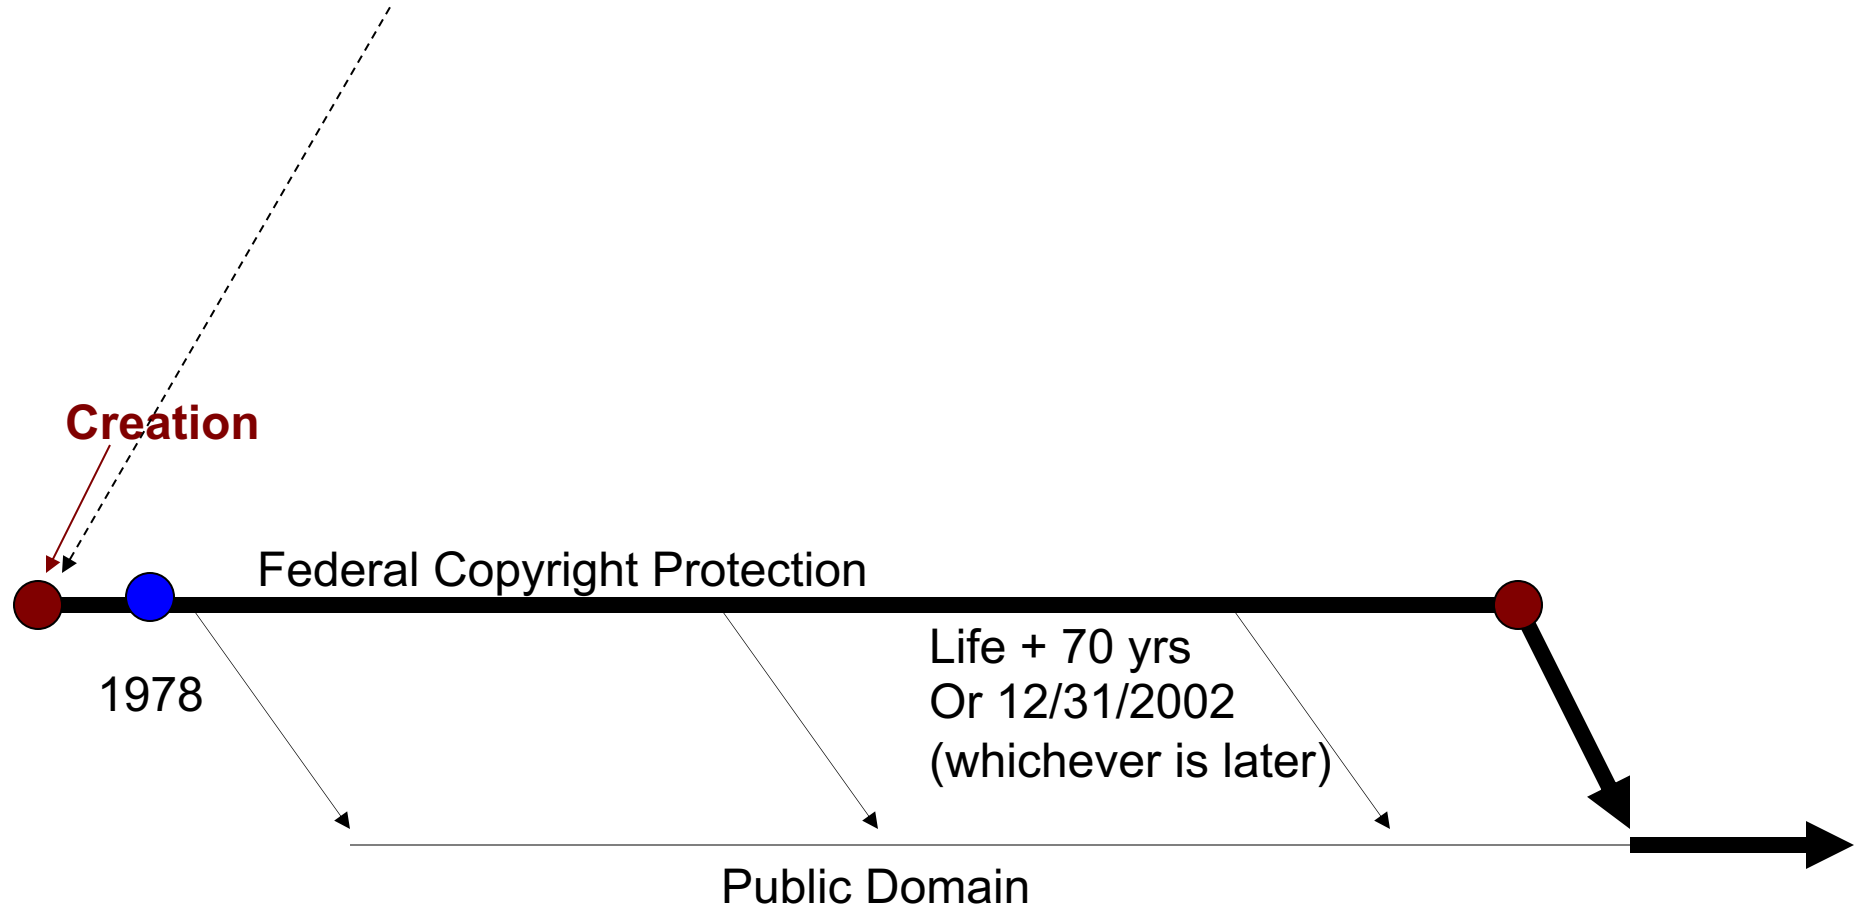 Creation
Federal Copyright Protection
Life + 70 yrs
Or 12/31/2002
(whichever is later)
1978
Public Domain